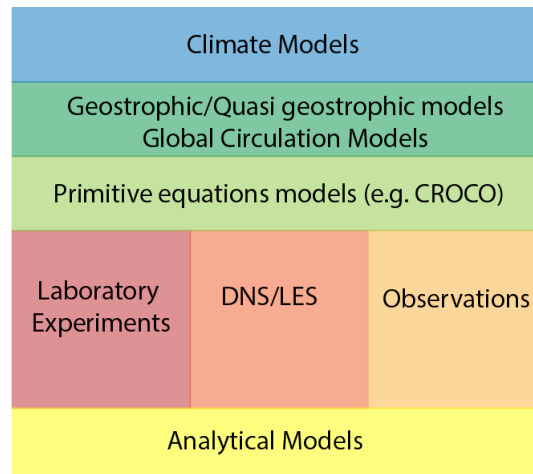 Climate Models
Geostrophic/Quasi geostrophic models
Global Circulation Models
Primitive equations models (e.g. CROCO)
Laboratory
Experiments
DNS/LES
Observations
Analytical Models